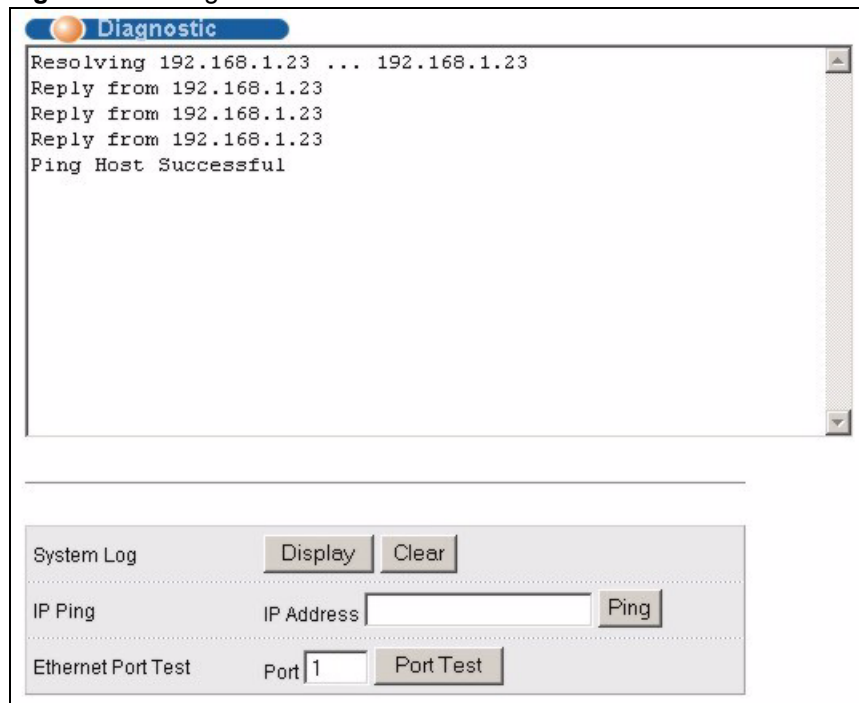 Diagnostic
Resolving 192.168.1.23 ... 192.168.1.23
Reply from 192.168.1.23
Reply from 192.168.1.23
Reply from 192.168.1.23
Ping Host Successful
System Log Display Clear
IP Ping IP Address Ping
Ethernet Port Test Port 1 Port Test